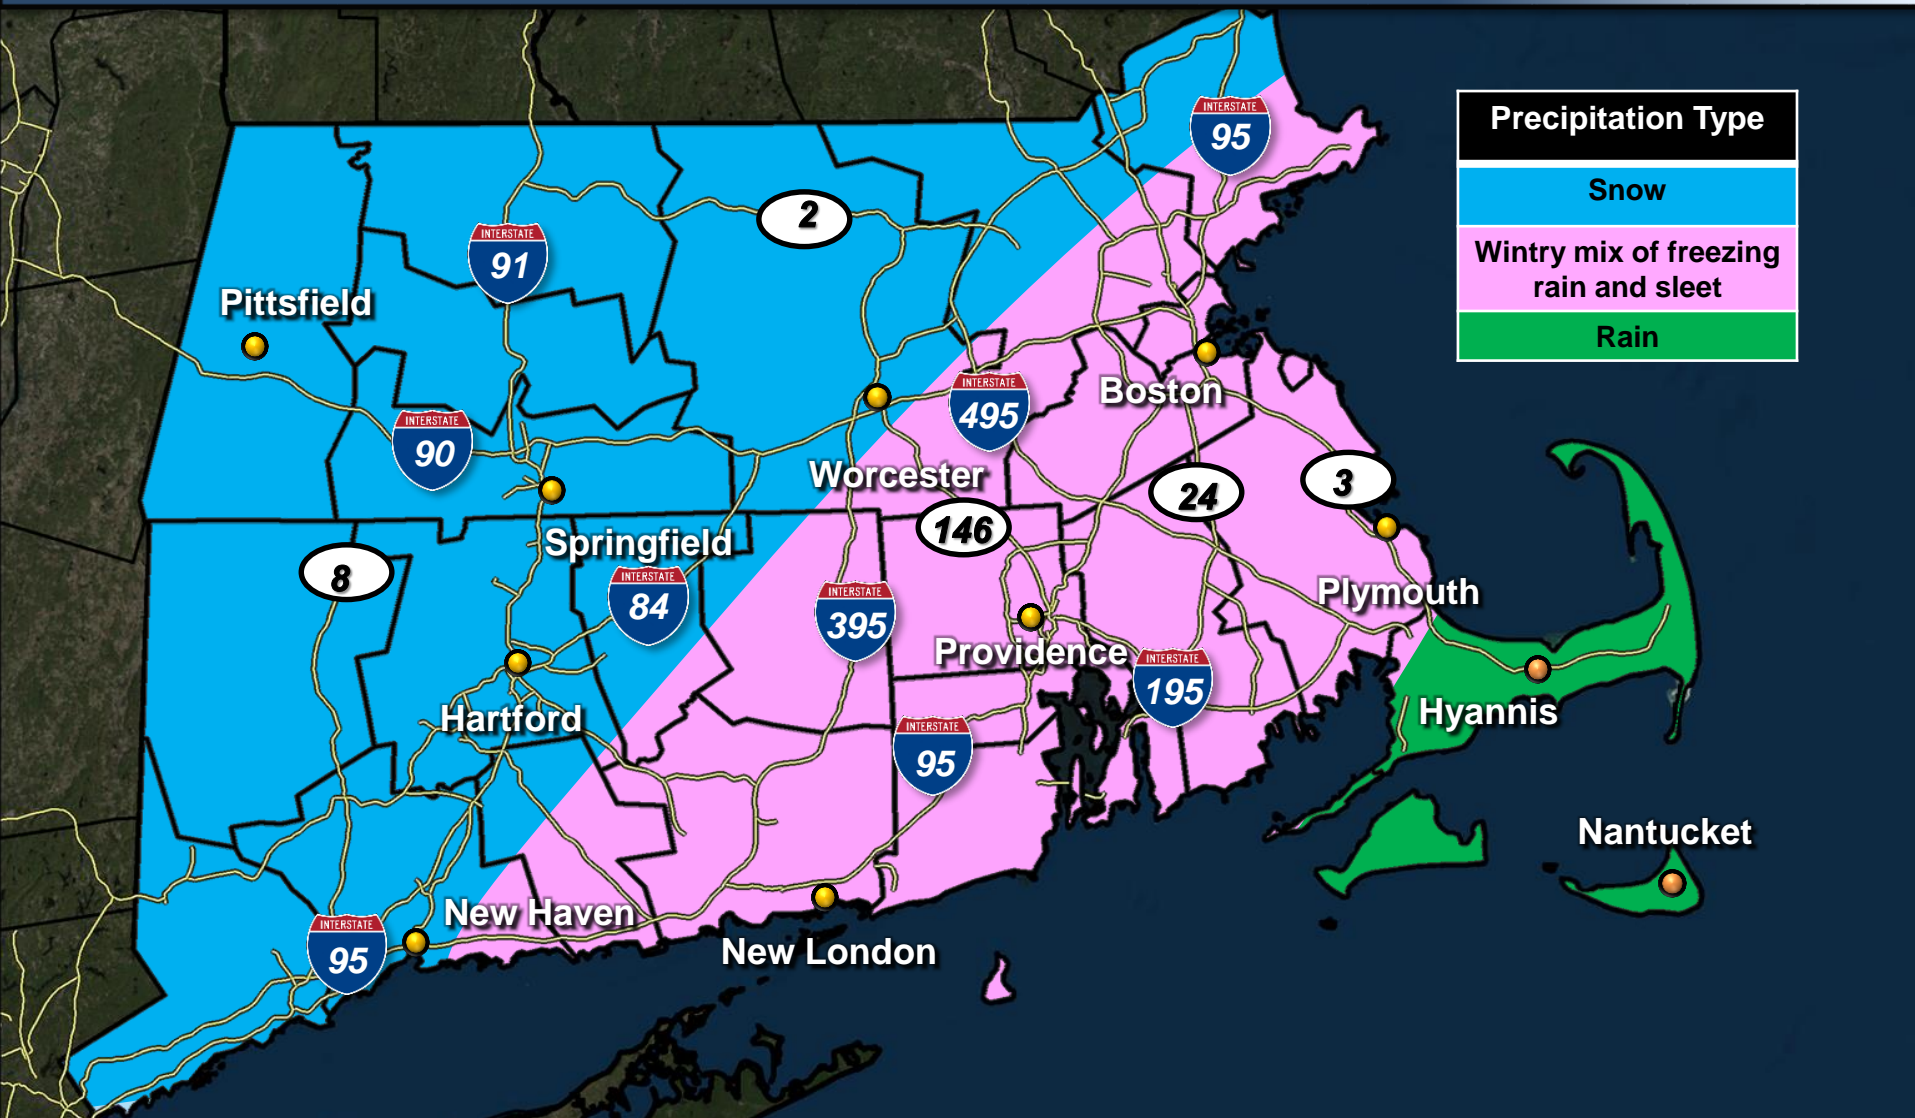 Precipitation Type
Snow
Wintry mix of freezing
rain and sleet
Rain
INTERSTATE
95
2
INTERSTATE
91
Pittsfield
Boston
INTERSTATE
495
INTERSTATE
90
Worcester
3
24
146
Springfield
8
INTERSTATE
84
INTERSTATE
395
Plymouth
Providence
INTERSTATE
195
Hartford
Hyannis
INTERSTATE
95
Nantucket
New Haven
INTERSTATE
95
New London